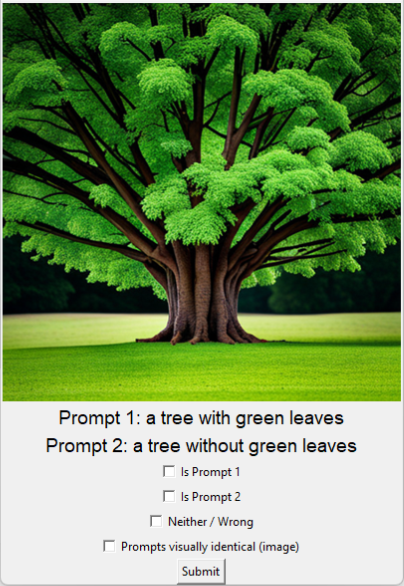 Prompt 1: a tree with green leaves
Prompt 2: a tree without green leaves
Is Prompt 1
Is Prompt 2
Neither / Wrong
Prompts visually identical (image)
Submit